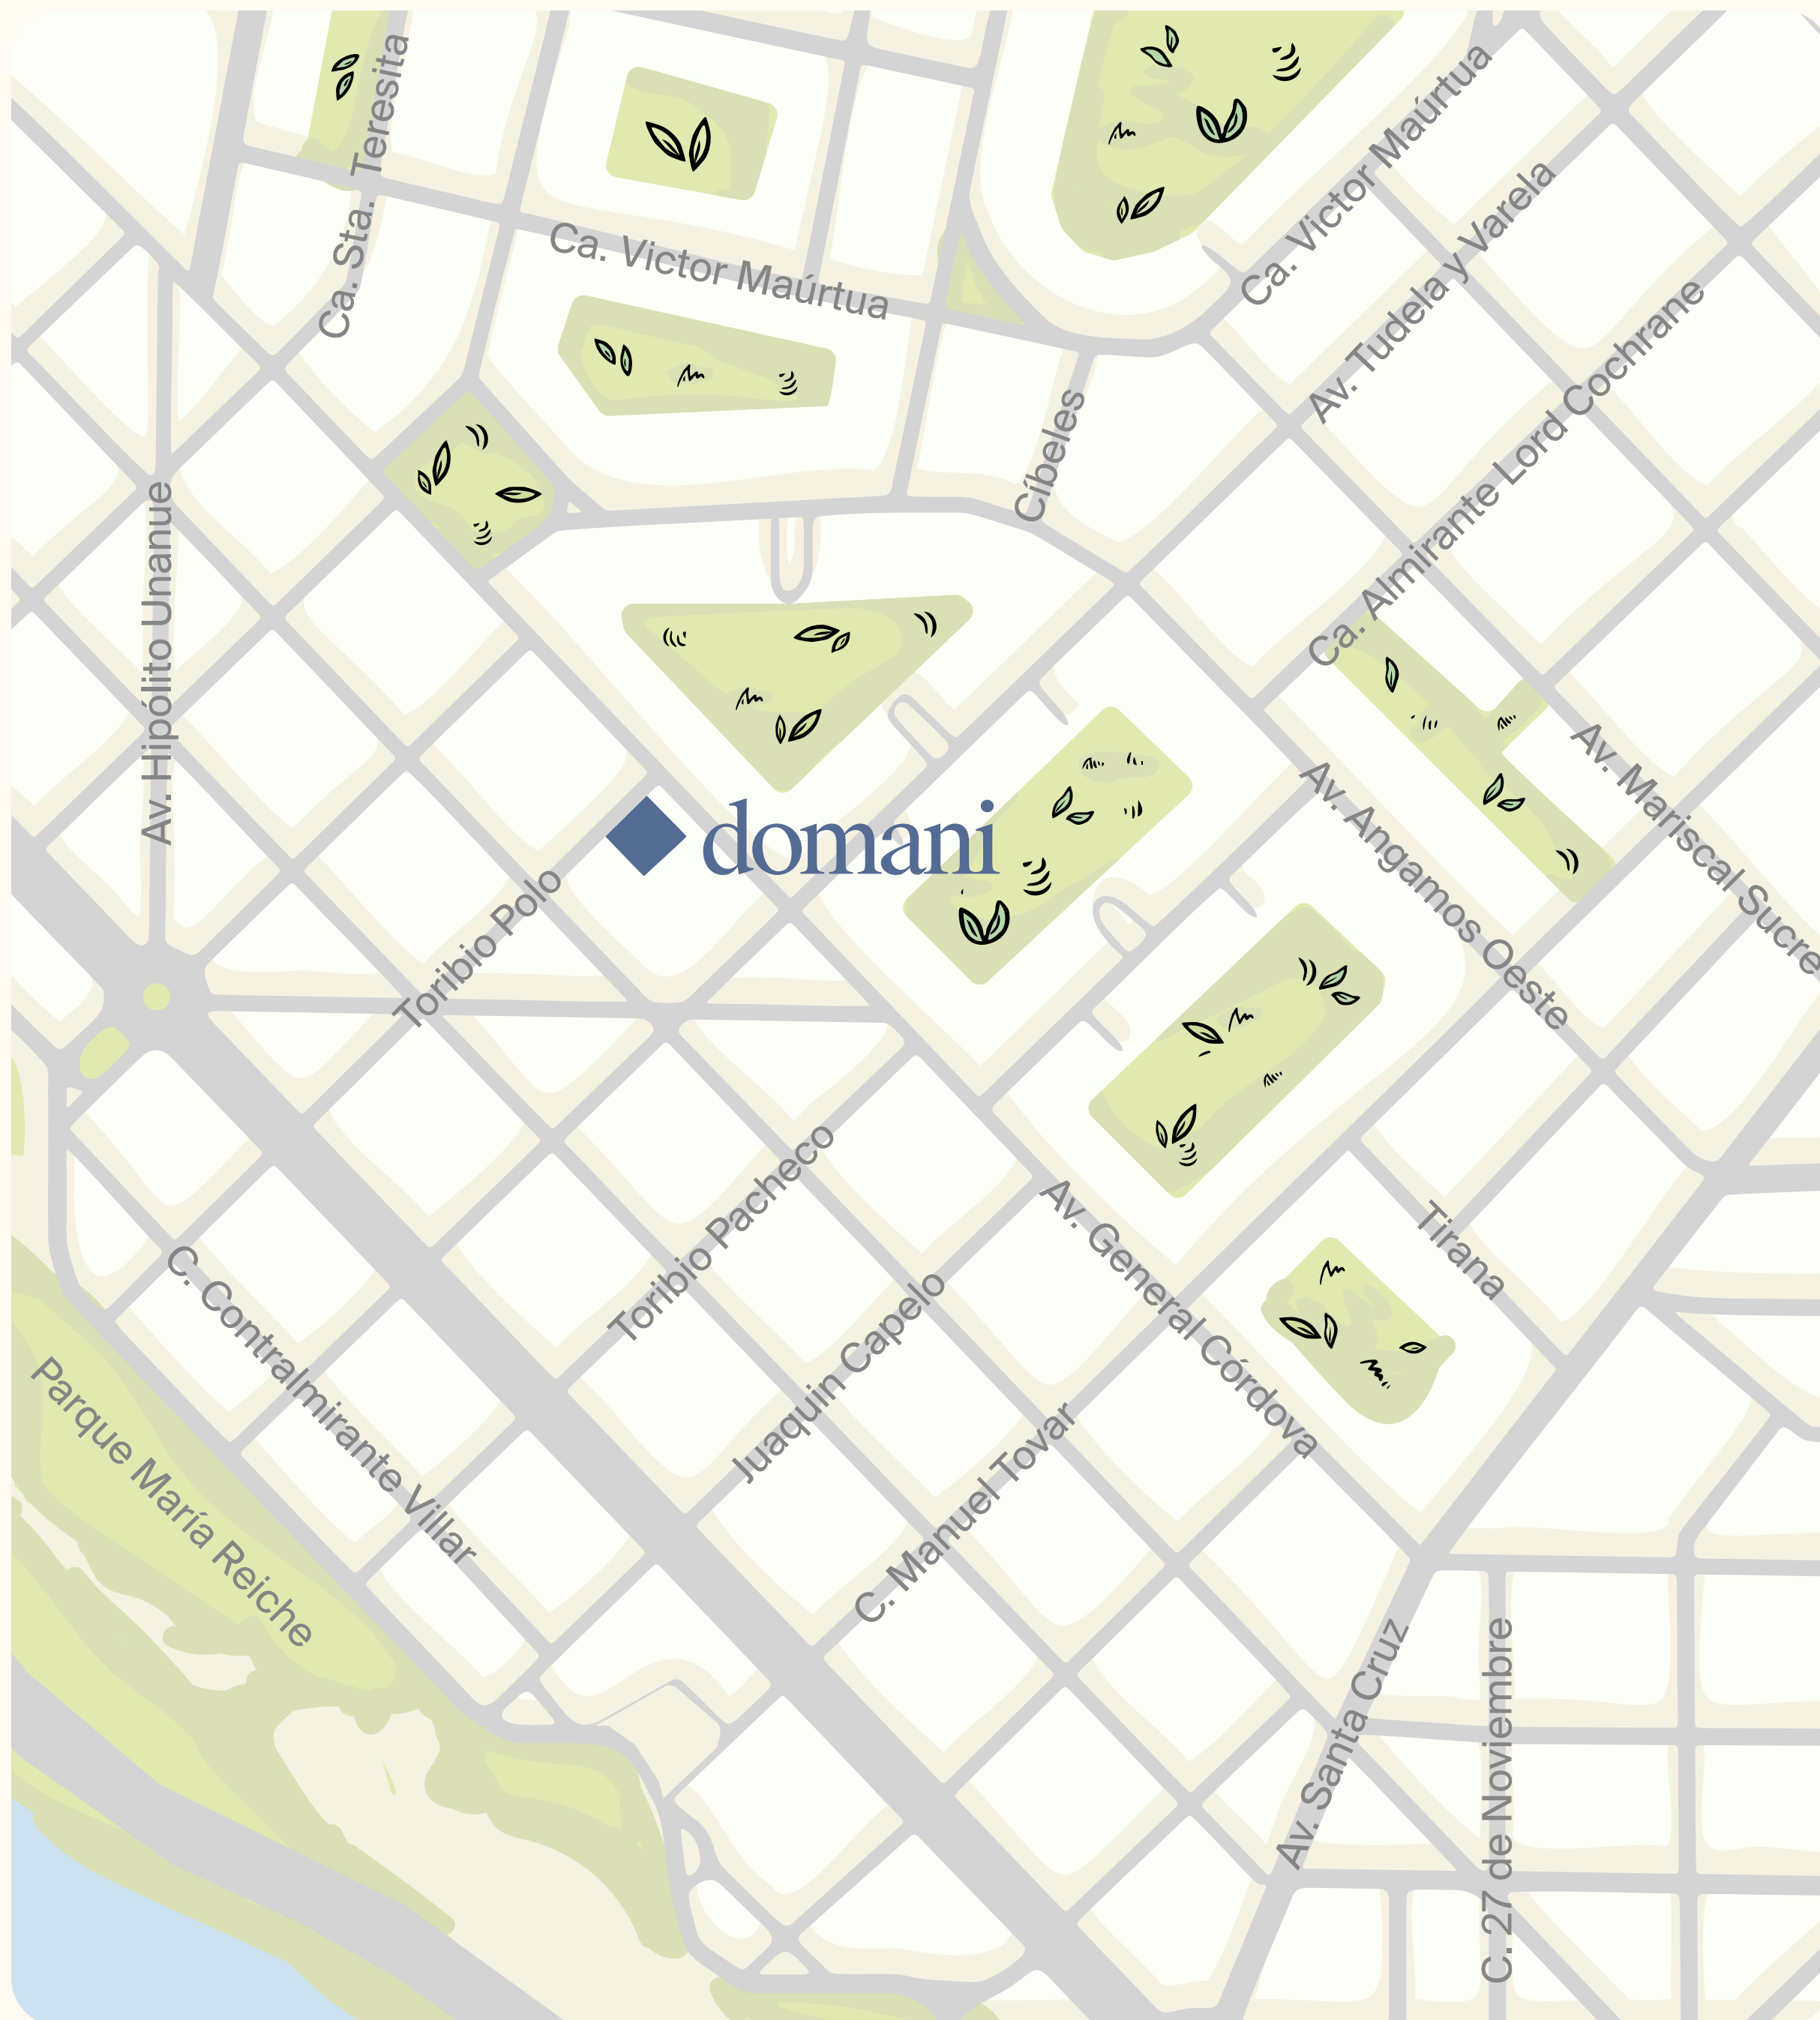 Ca. Sta. Teresita
Ca. Victor Maúrtua
Ca. Victor Maúrtua
Av. Tudela y Varela
Ca. Almirante Lord Cochrane
Cíbeles
Av. Hipólito Unanue
Av. Mariscal Sucre
Av. Angamos Oeste
domani
Toribio Polo
Toribio Pacheco
Av. General Córdova
Tirana
C. Contralmirante Villar
Juaquin Capelo
Parque María Reiche
C. Manuel Tovar
Av. Santa Cruz
C. 27 de Noviembre